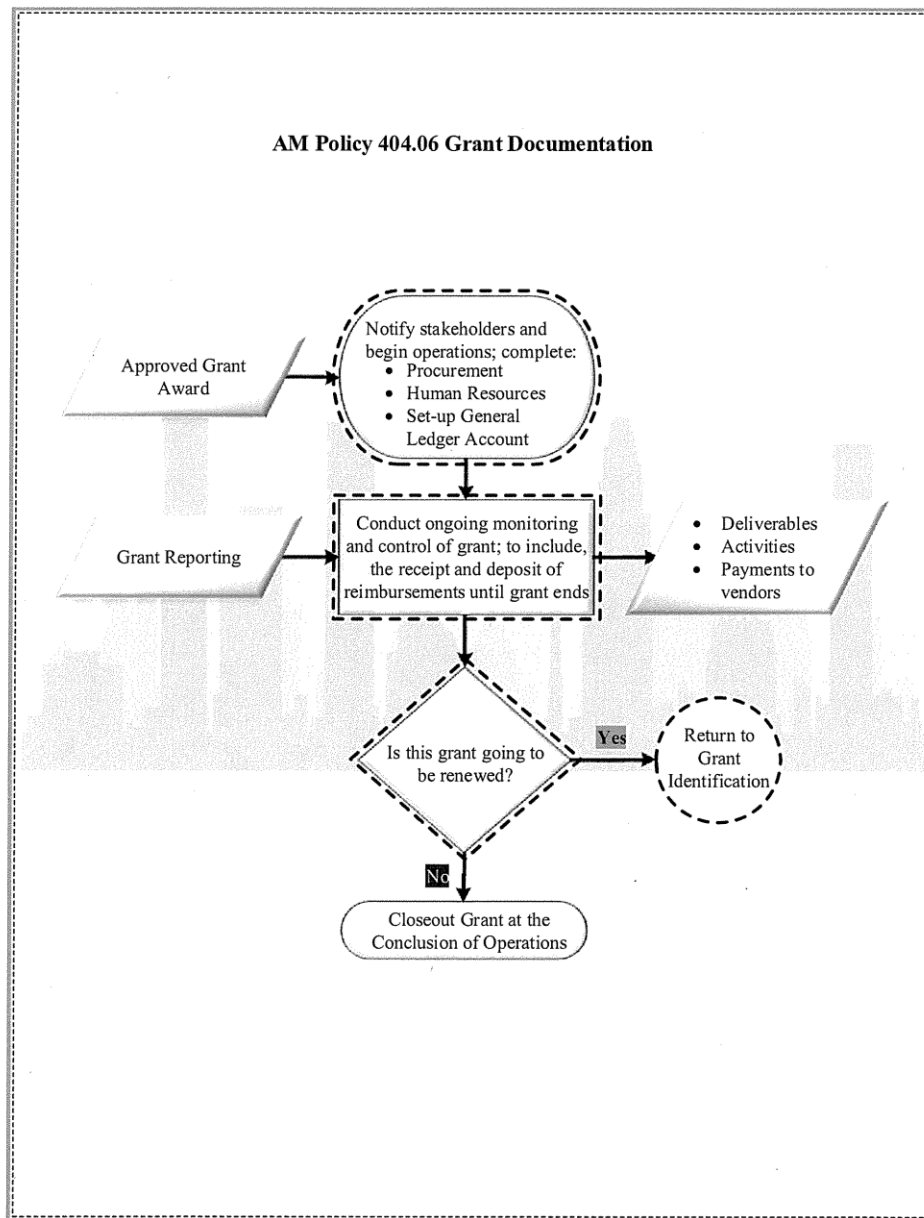 AM Policy 404.06 Grant Documentation
Approved Grant
Award
Notify stakeholders and
begin operations; complete:
• Procurement
• Human Resources
• Set-up General
Ledger Account
Grant Reporting
Conduct ongoing monitoring
and control of grant; to include,
the receipt and deposit of
reimbursements until grant ends
• Deliverables
• Activities
• Payments to
vendors
Is this grant going to
be renewed?
Yes
Return to
Grant
Identification
No
Closeout Grant at the
Conclusion of Operations